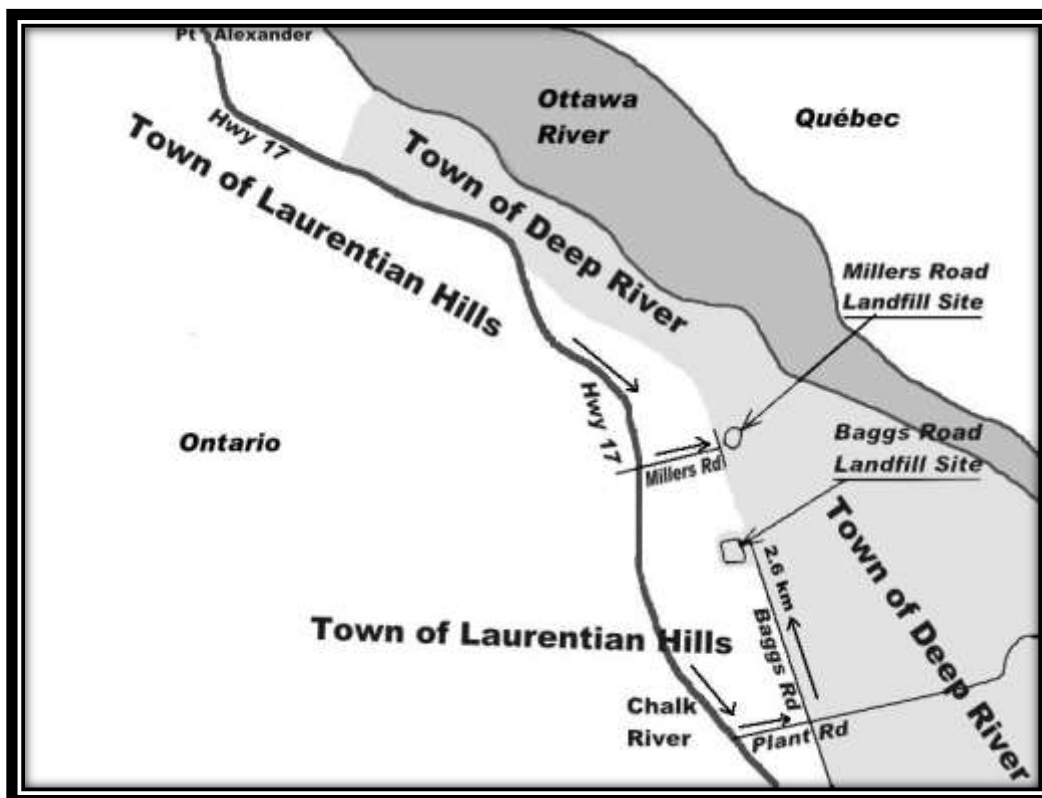 Pt Alexander
Hwy 17
Town of Laurentian Hills
Ottawa
River
Québec
Town of Deep River
Millers Road
Landfill Site
Hwy 17
Ontario
Millers Rd
Baggs Road
Landfill Site
2.6 km
Baggs Rd
Town of Deep River
Town of Laurentian Hills
Chalk
River
Plant Rd